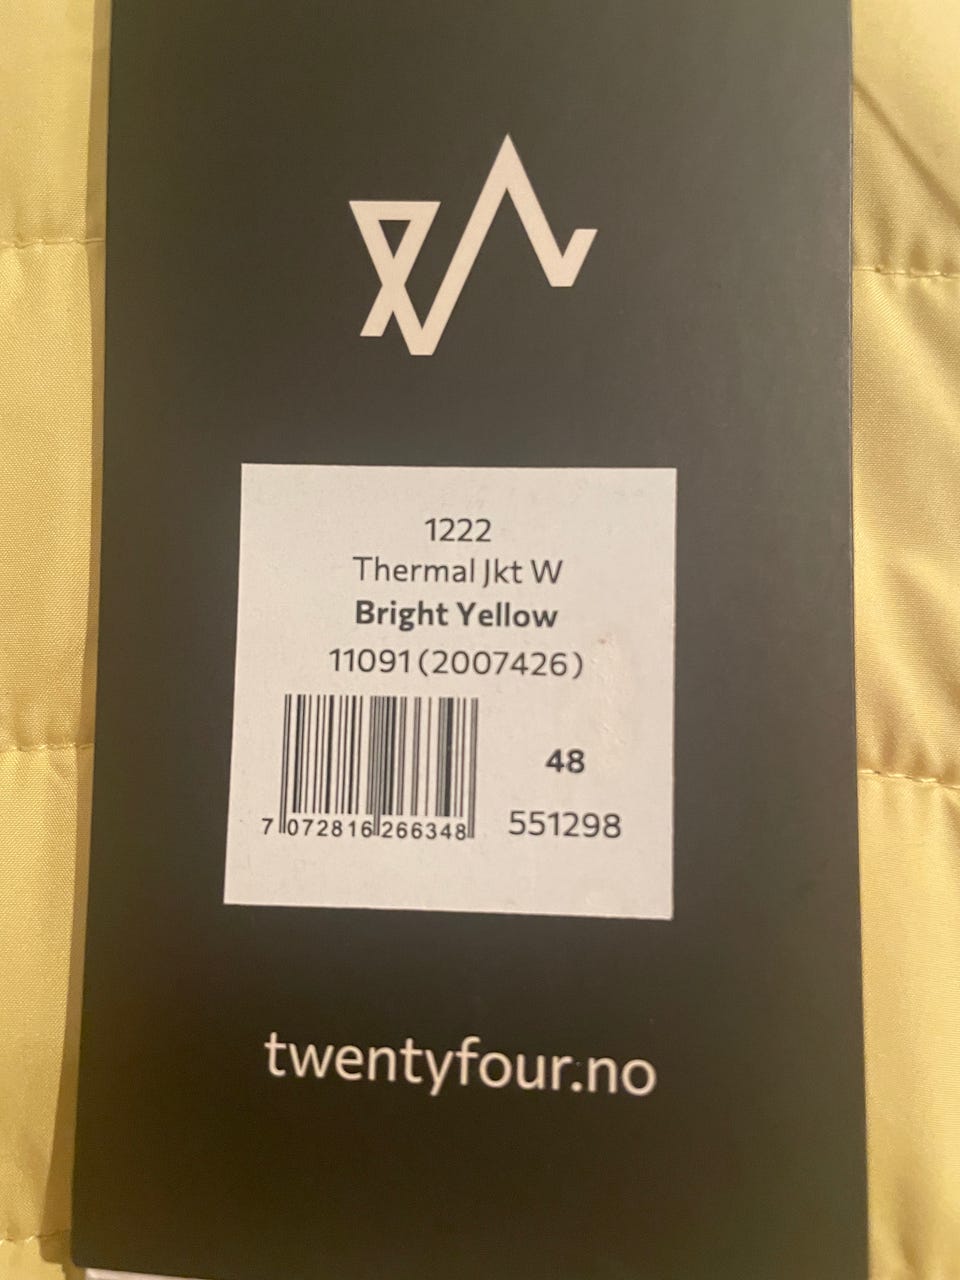 1222
Thermal Jkt W
Bright Yellow
11091 (2007426)
48
7 072816 266348
551298
twentyfour.no